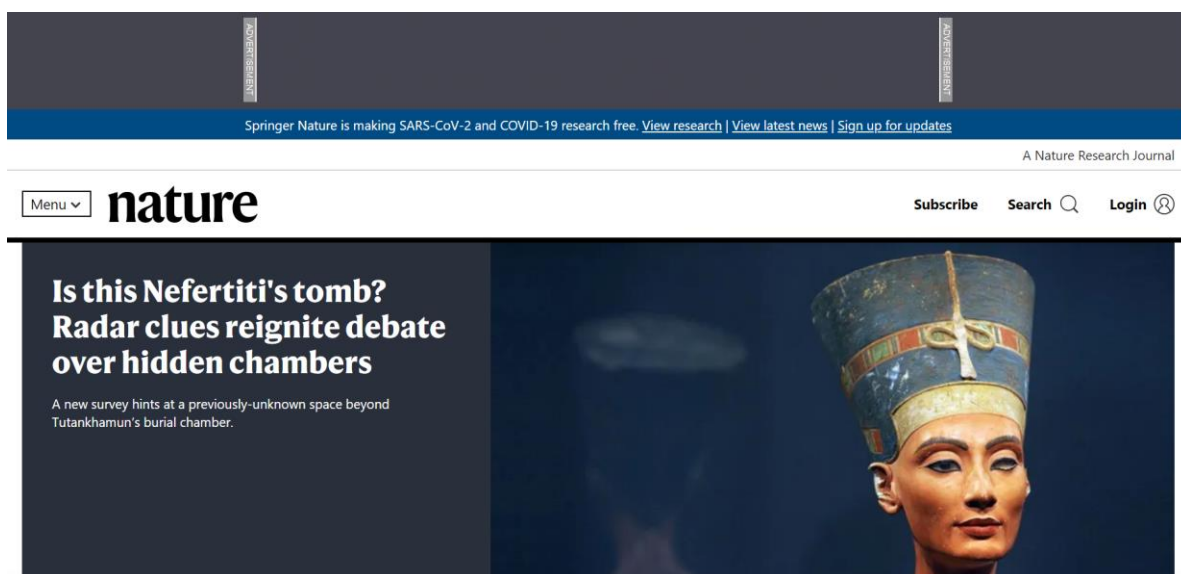 ADVERTISEMENT
ADVERTISEMENT
Springer Nature is making SARS-CoV-2 and COVID-19 research free. View research | View latest news | Sign up for updates
A Nature Research Journal
Menu
nature
Subscribe Search Login
Is this Nefertiti's tomb?
Radar clues reignite debate
over hidden chambers
A new survey hints at a previously-unknown space beyond
Tutankhamun’s burial chamber.